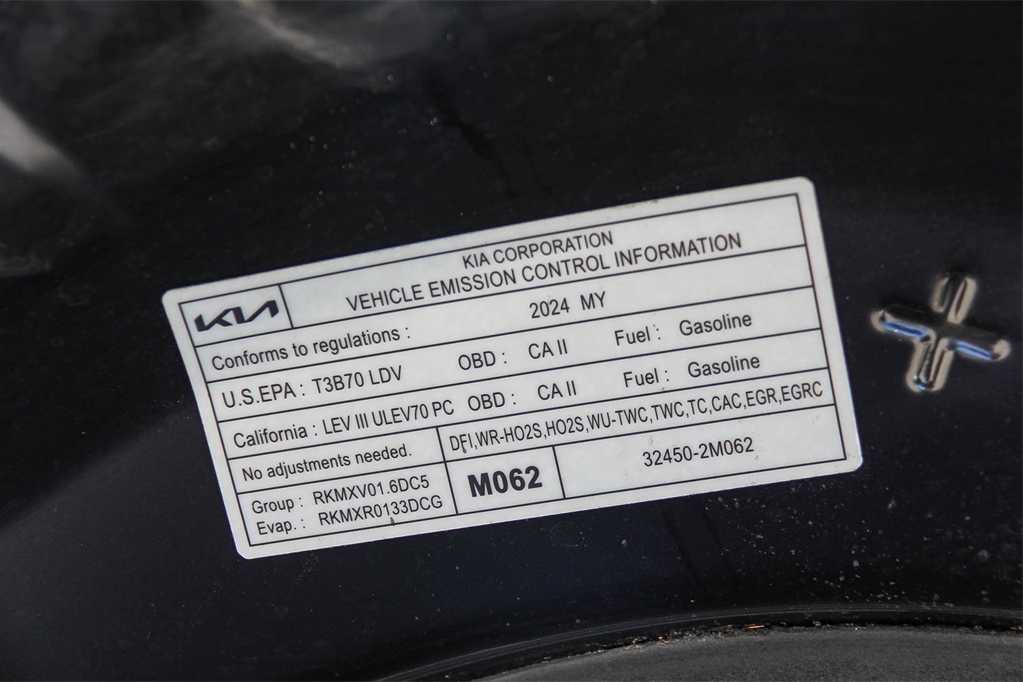 KIA CORPORATION
KIA VEHICLE EMISSION CONTROL INFORMATION
Conforms to regulations : 2024 MY
U.S.EPA : T3B70 LDV OBD : CA II Fuel : Gasoline
California : LEV III ULEV70 PC OBD : CA II Fuel : Gasoline
No adjustments needed. DFI,WR-HO2S,HO2S,WU-TWC,TWC,TC,CAC,EGR,EGRC
Group : RKMXV01.6DC5 M062 32450-2M062
Evap. : RKMXR0133DCG